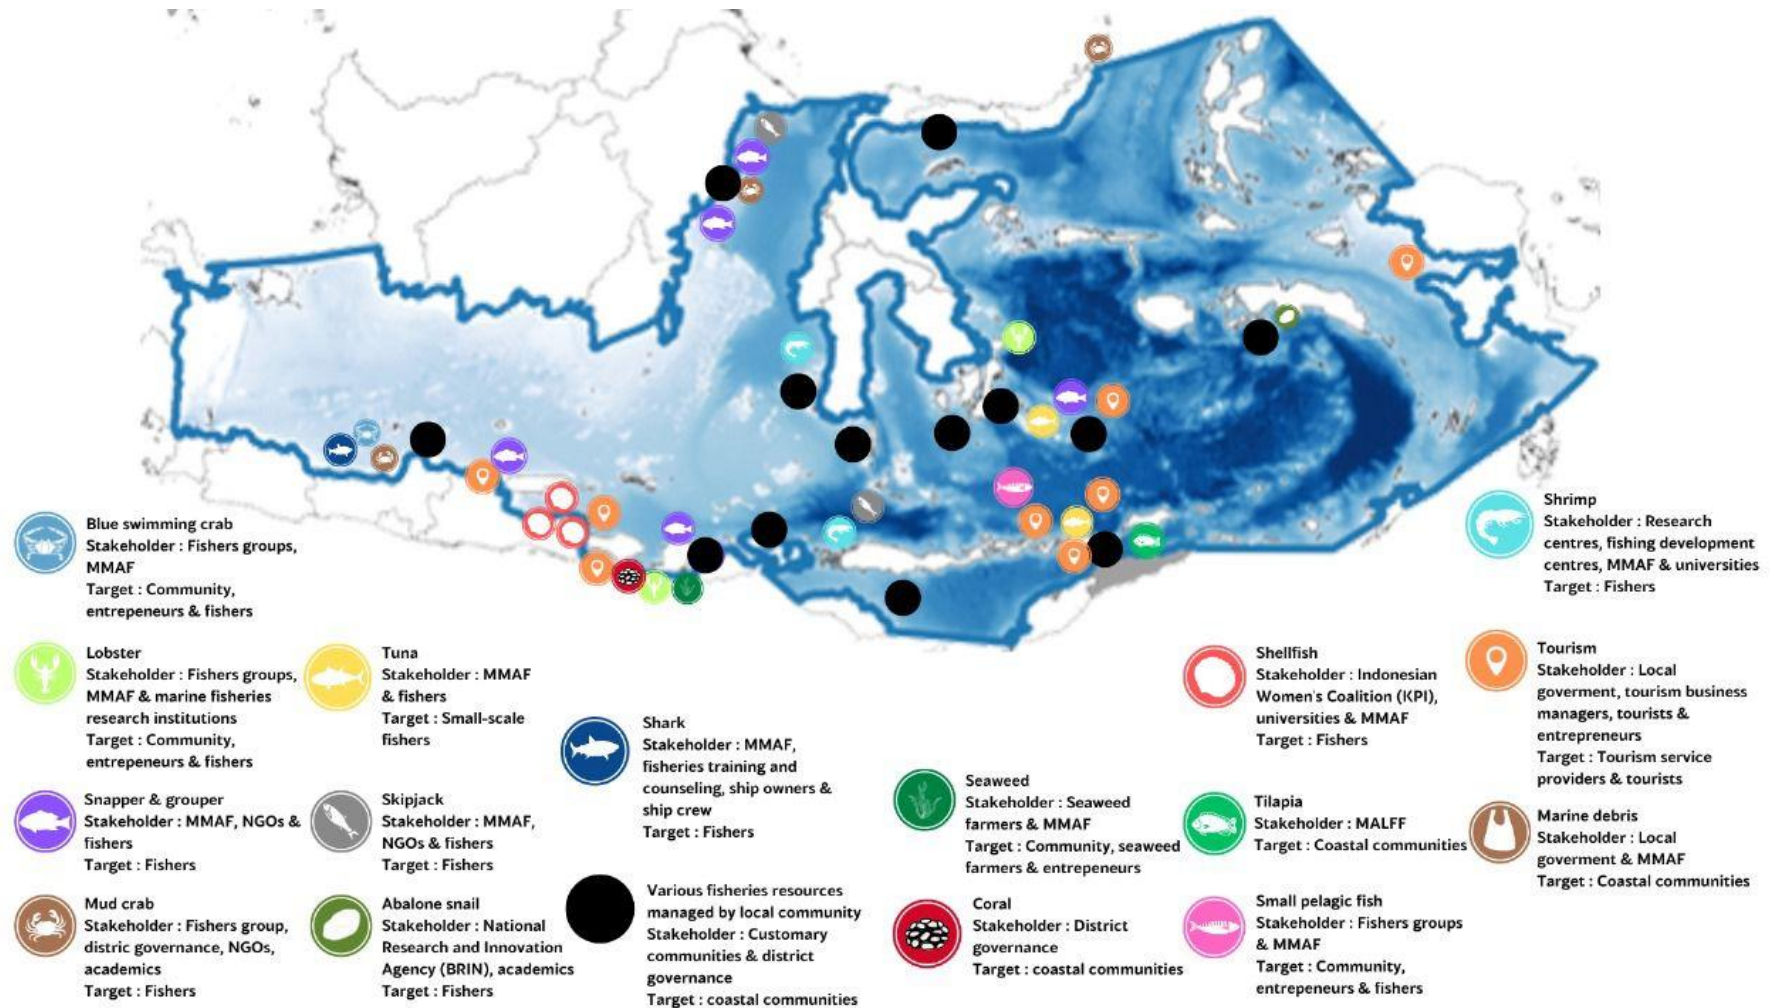 Blue swimming crab
Stakeholder : Fishers groups,
MMAF
Target : Community,
entrepeneurs & fishers
Lobster
Stakeholder : Fishers groups,
MMAF & marine fisheries
research institutions
Target : Community,
entrepeneurs & fishers
Snapper & grouper
Stakeholder : MMAF, NGOs &
fishers
Target : Fishers
Mud crab
Stakeholder : Fishers group,
distric governance, NGOs,
academics
Target : Fishers
Tuna
Stakeholder : MMAF
& fishers
Target : Small-scale
fishers
Skipjack
Stakeholder : MMAF,
NGOs & fishers
Target : Fishers
Abalone snail
Stakeholder : National
Research and Innovation
Agency (BRIN), academics
Target : Fishers
Shark
Stakeholder : MMAF,
fisheries training and
counseling, ship owners &
ship crew
Target : Fishers
Various fisheries resources
managed by local community
Stakeholder : Customary
communities & district
governance
Target : coastal communities
Seaweed
Stakeholder : Seaweed
farmers & MMAF
Target : Community, seaweed
farmers & entrepeneurs
Coral
Stakeholder : District
governance
Target : coastal communities
Shellfish
Stakeholder : Indonesian
Women's Coalition (KPI),
universities & MMAF
Target : Fishers
Tilapia
Stakeholder : MALFF
Target : Coastal communities
Small pelagic fish
Stakeholder : Fishers groups
& MMAF
Target : Community,
entrepeneurs & fishers
Shrimp
Stakeholder : Research
centres, fishing development
centres, MMAF & universities
Target : Fishers
Tourism
Stakeholder : Local
goverment, tourism business
managers, tourists &
entrepreneurs
Target : Tourism service
providers & tourists
Marine debris
Stakeholder : Local
goverment & MMAF
Target : Coastal communities